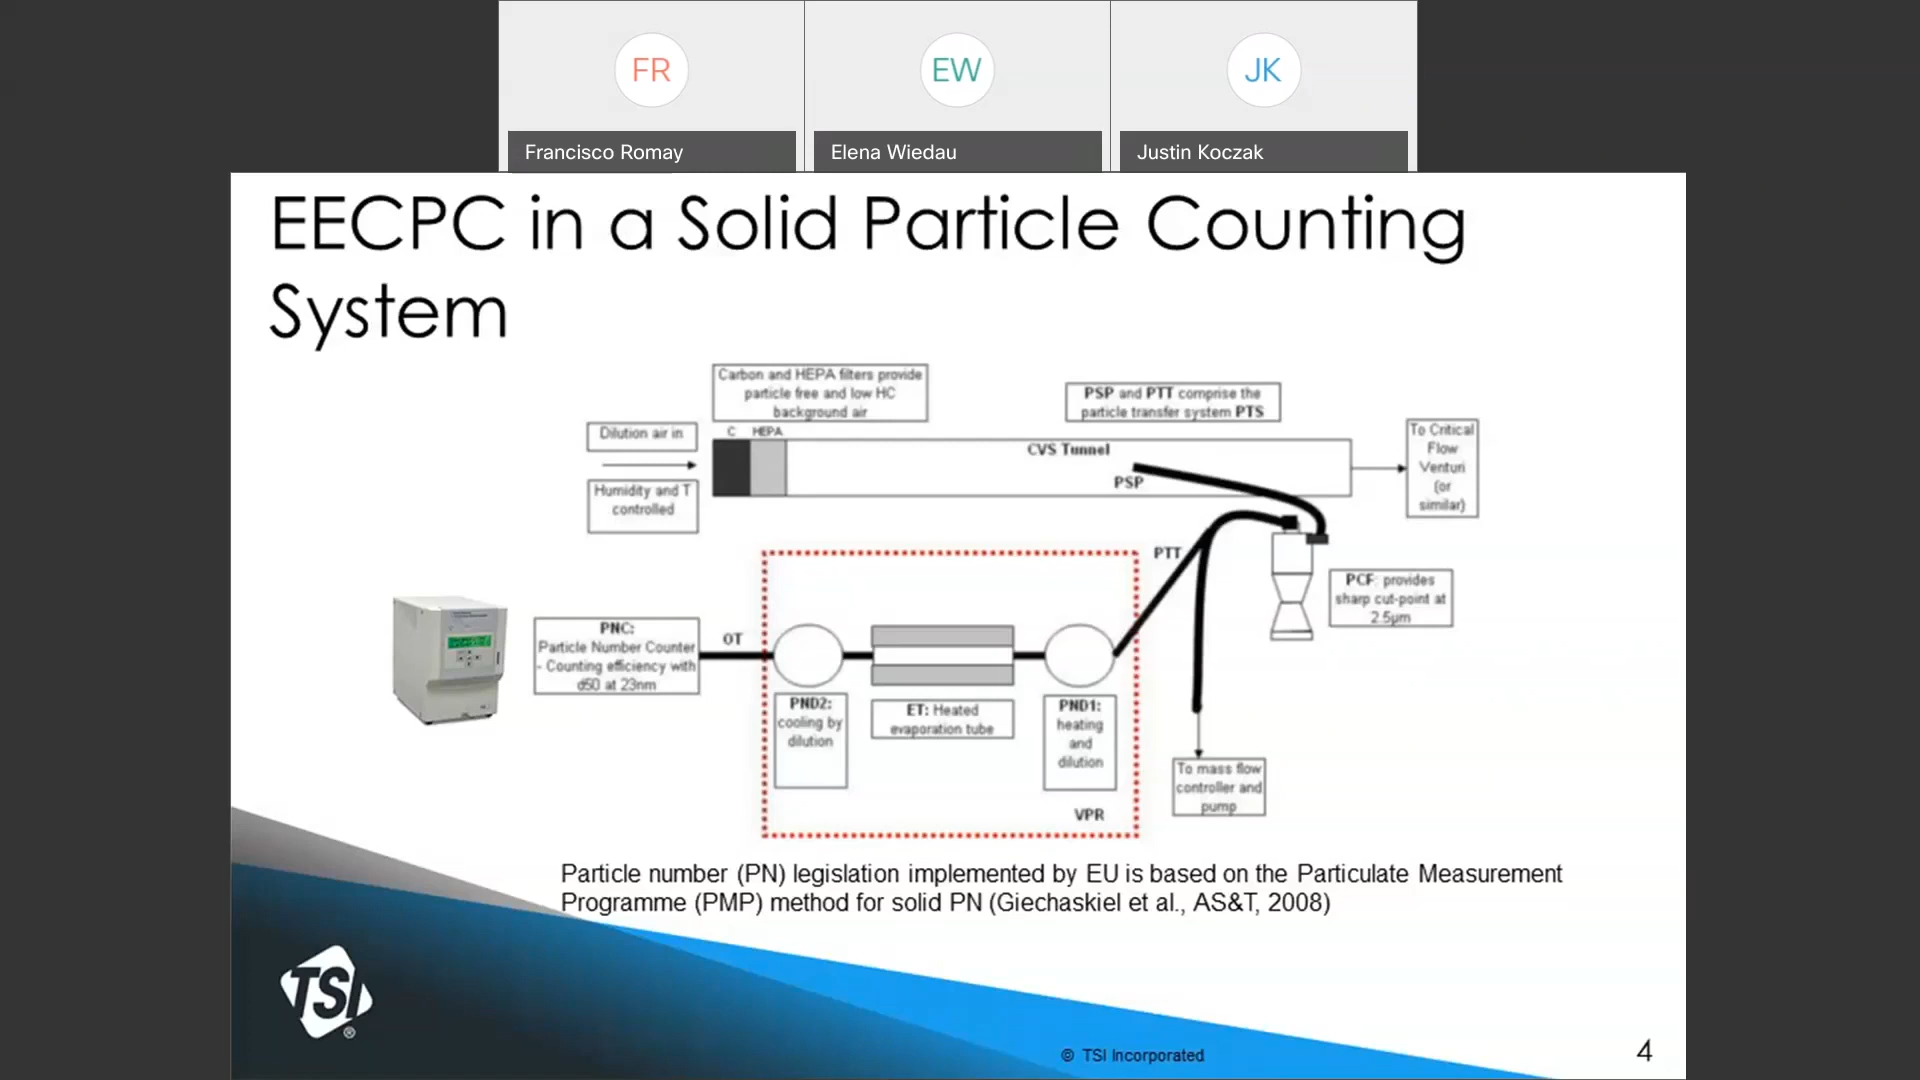 FR
EW
JK
Francisco Romay
Elena Wiedau
Justin Koczak
EECPC in a Solid Particle Counting
System
Carbon and HEPA filters provide
particle free and low HC
background air
PSP and PTT comprise the
particle transfer system PTS
Dilution air in
C HEPA
CVS Tunnel
PSP
To Critical
Flow
Venturi
(or
similar)
Humidity and T
controlled
PTT
PCF: provides
sharp cut-point at
2.5µm
PNC:
Particle Number Counter
- Counting efficiency with
d50 at 23nm
OT
PND2:
cooling by
dilution
ET: Heated
evaporation tube
PND1:
heating
and
dilution
VPR
To mass flow
controller and
pump
Particle number (PN) legislation implemented by EU is based on the Particulate Measurement
Programme (PMP) method for solid PN (Giechaskiel et al., AS&T, 2008)
TSI
®
© TSI Incorporated
4